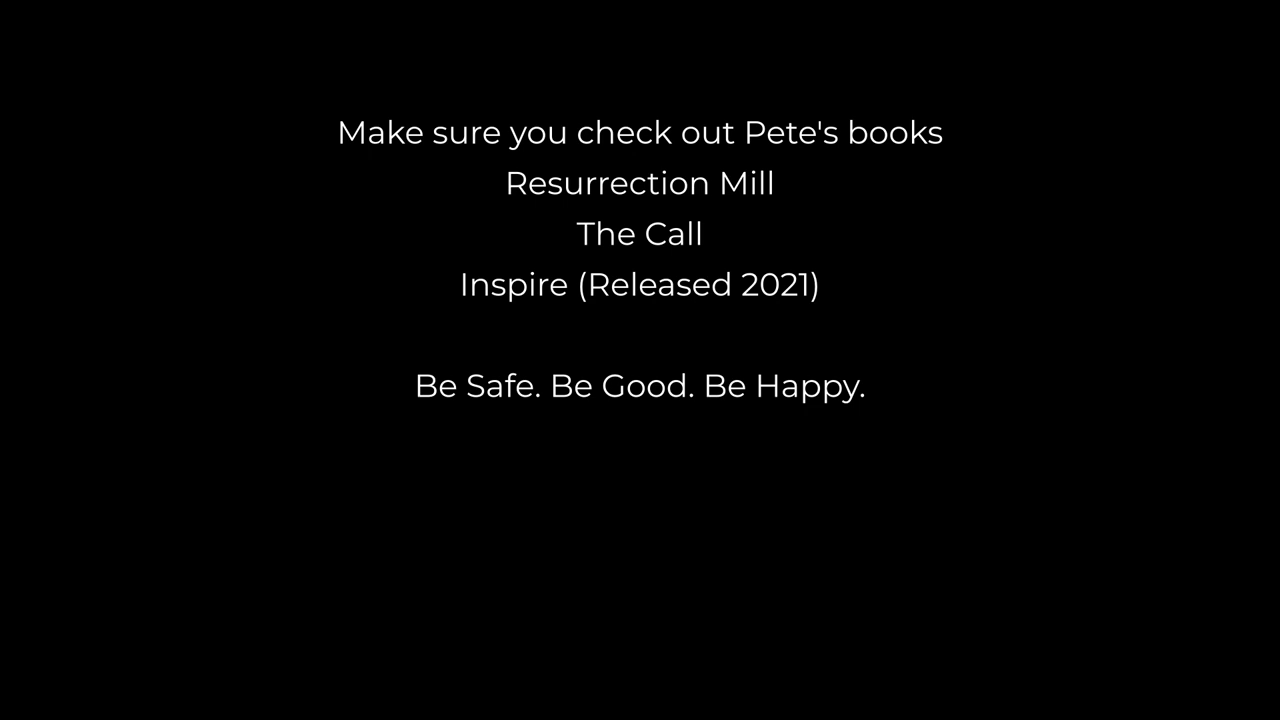 Make sure you check out Pete's books
Resurrection Mill
The Call
Inspire (Released 2021)
Be Safe. Be Good. Be Happy.